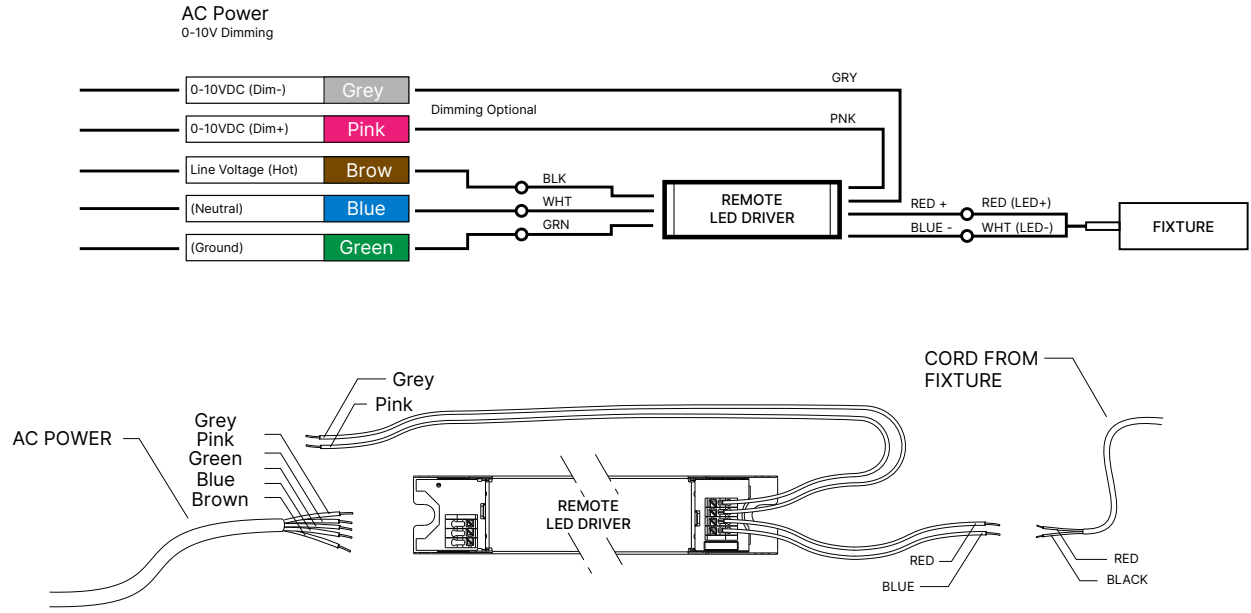 AC Power
0-10V Dimming
0-10VDC (Dim-) Grey
GRY
Dimming Optional
0-10VDC (Dim+) Pink
PNK
Line Voltage (Hot) Brow
BLK
(Neutral) Blue
WHT
(Ground) Green
GRN
REMOTE
LED DRIVER
RED + RED (LED+)
BLUE - WHT (LED-)
FIXTURE
CORD FROM
FIXTURE
Grey
Pink
AC POWER
Grey
Pink
Green
Blue
Brown
REMOTE
LED DRIVER
RED
BLUE
RED
BLACK